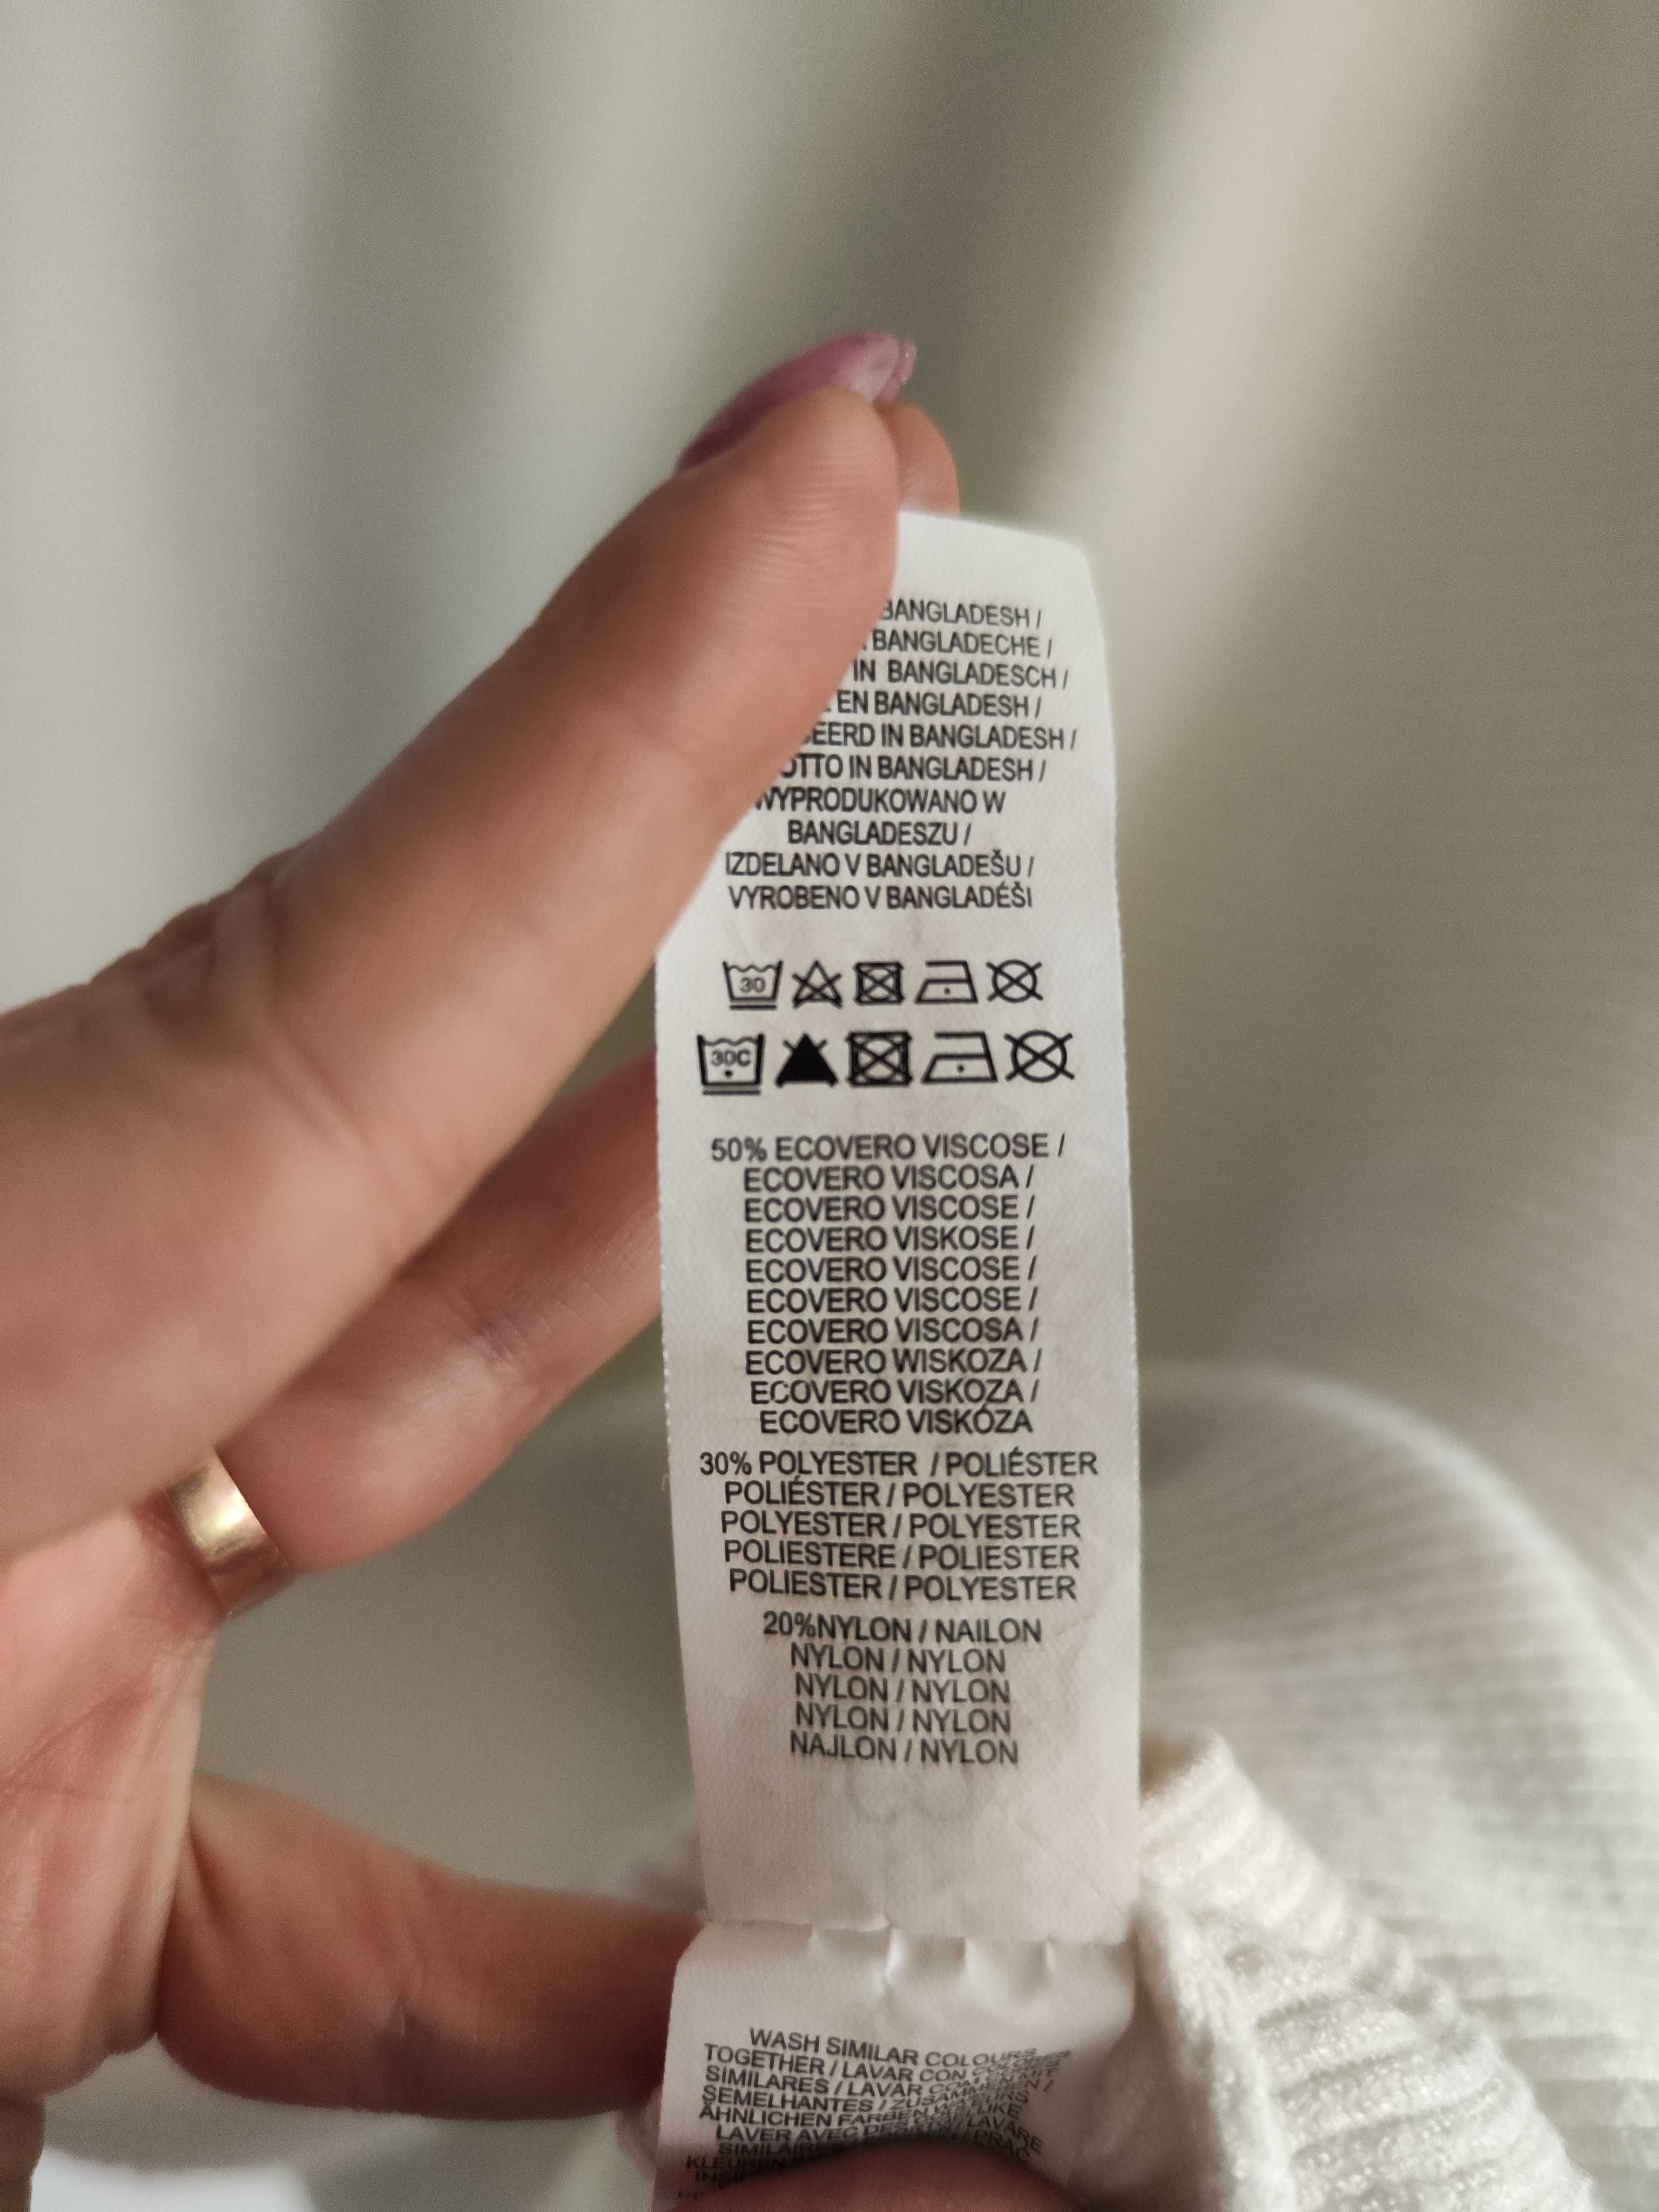 BANGLADESH /
BANGLADECHE /
IN BANGLADESCH /
EN BANGLADESH /
IN BANGLADESH /
IN BANGLADESH /
WYPRODUKOWANO W
BANGLADESZU /
IZDELANO V BANGLADEŠU /
VYROBENO V BANGLADÉŠI
30
30C
50% ECOVERO VISCOSE /
ECOVERO VISCOSA /
ECOVERO VISCOSE /
ECOVERO VISKOSE /
ECOVERO VISCOSE /
ECOVERO VISCOSE /
ECOVERO VISCOSA /
ECOVERO WISKOZA /
ECOVERO VISKOZA /
ECOVERO VISKÓZA
30% POLYESTER / POLIÉSTER
POLIÉSTER / POLYESTER
POLYESTER / POLYESTER
POLIESTERE / POLIESTER
POLIESTER / POLYESTER
20%NYLON / NAILON
NYLON / NYLON
NYLON / NYLON
NYLON / NYLON
NAJLON / NYLON
WASH SIMILAR COLOURS
TOGETHER / LAVAR CON COLORES
SIMILARES / LAVAR COM
SEMELHANTES / ZUSAMMEN
ÄHNLICHEN FARBEN
LAVER AVEC